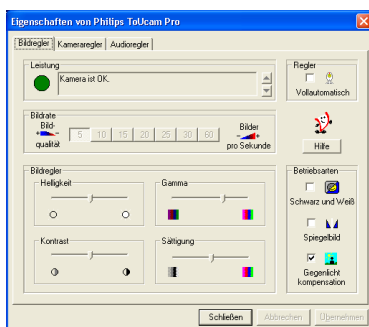 Eigenschaften von Philips ToUcam Pro
Bildregler Kameraregler Audioregler
Leistung
Kamera ist OK.
Regler
Vollautomatisch
Bildrate
Bild-
qualität
5 10 15 20 25 30 60
Bilder
pro Sekunde
Hilfe
Bildregler
Helligkeit
Gamma
Kontrast
Sättigung
Betriebsarten
Schwarz und Weiß
Spiegelbild
Gegenlicht
kompensation
Schließen Abbrechen Übernehmen